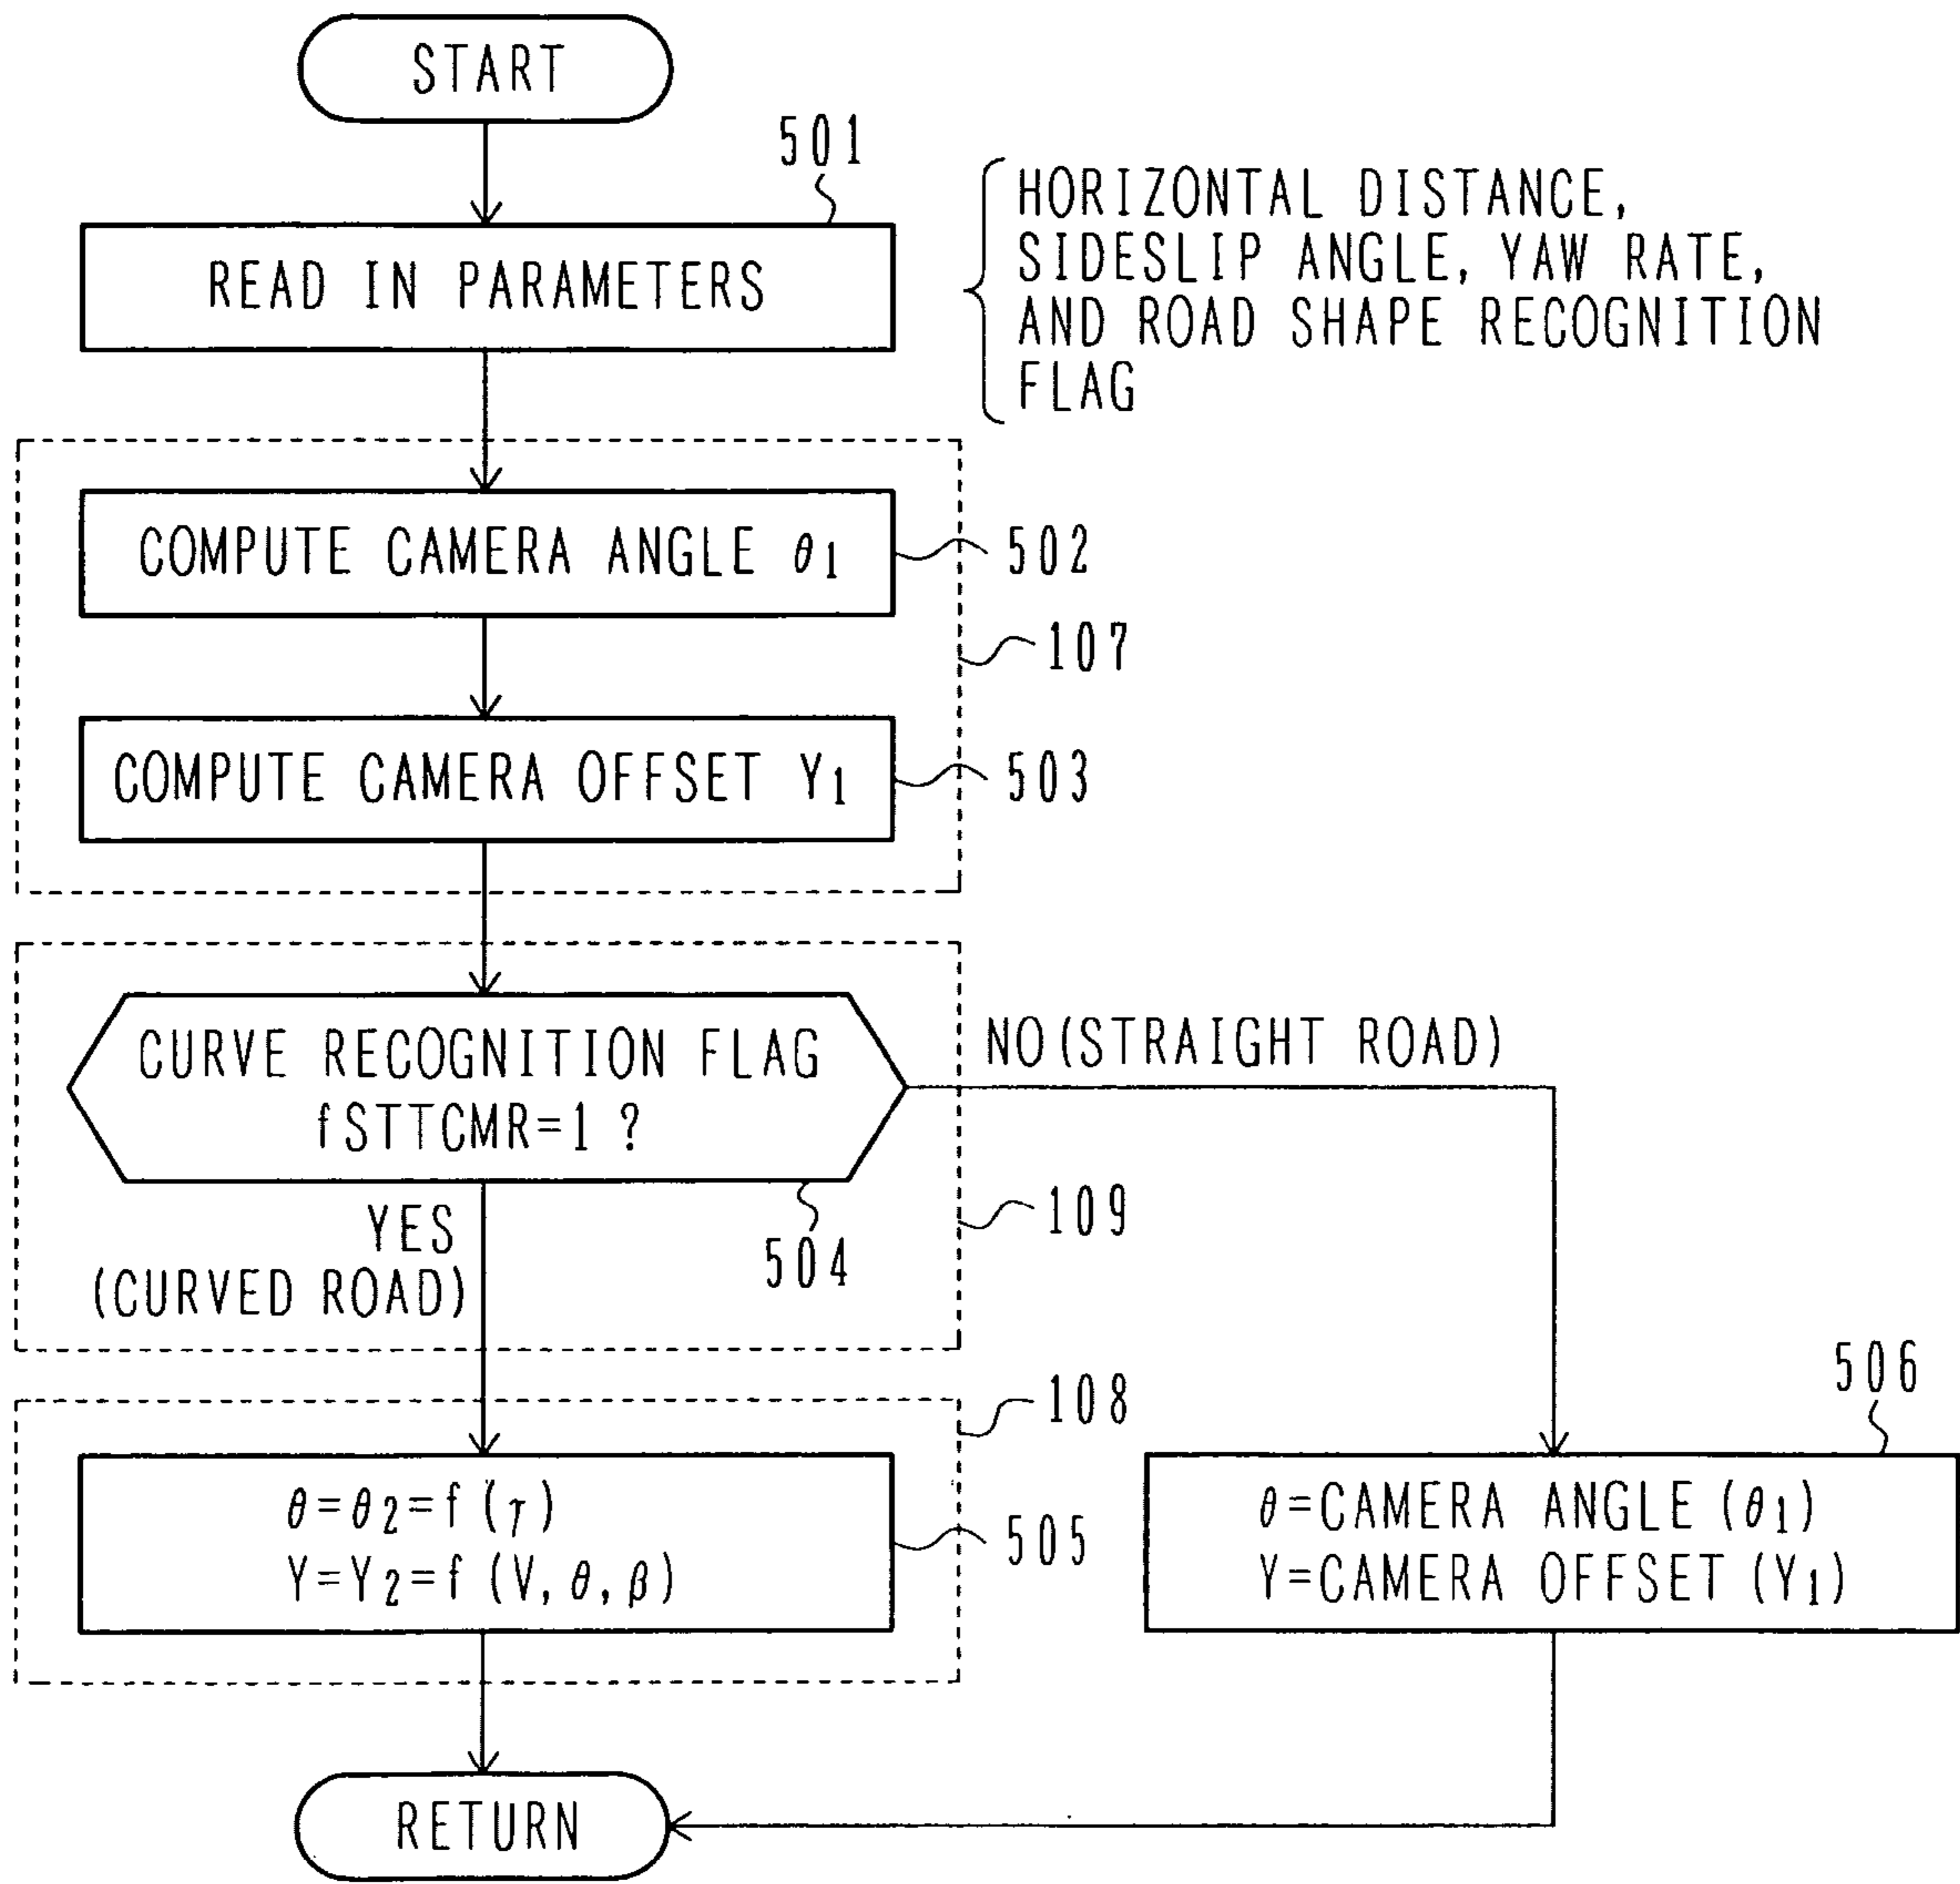 START
501
READ IN PARAMETERS
HORIZONTAL DISTANCE,
SIDESLIP ANGLE, YAW RATE,
AND ROAD SHAPE RECOGNITION
FLAG
COMPUTE CAMERA ANGLE θ1
502
107
COMPUTE CAMERA OFFSET Y1
503
CURVE RECOGNITION FLAG
fSTTCMR=1 ?
NO (STRAIGHT ROAD)
YES
(CURVED ROAD)
504
109
108
506
θ=θ2=f (γ)
Y=Y2=f (V, θ, β)
505
θ=CAMERA ANGLE (θ1)
Y=CAMERA OFFSET (Y1)
RETURN